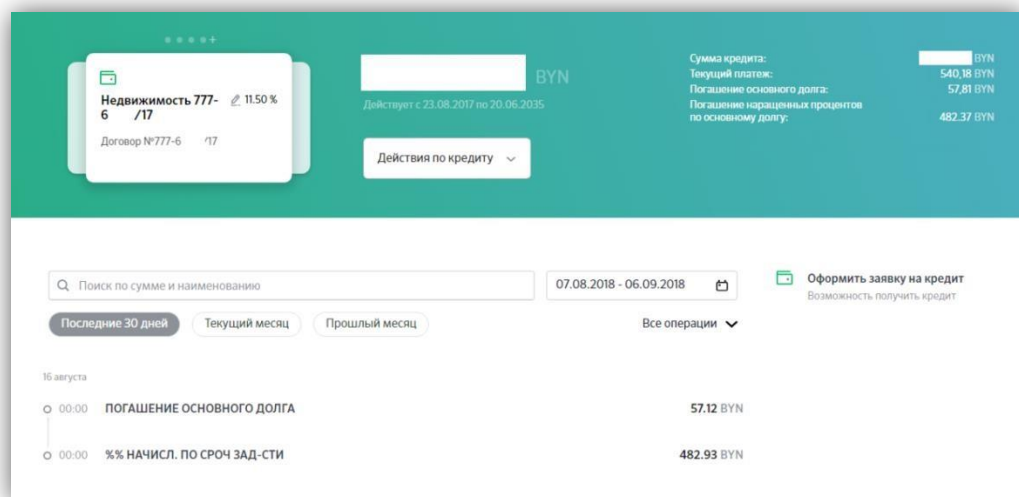 Недвижимость 777-
6 /17
11.50 %
Договор №777-6 /17
BYN
Действует с 23.08.2017 по 20.06.2035
Действия по кредиту
Сумма кредита: BYN
Текущий платеж: 540,18 BYN
Погашение основного долга: 57,81 BYN
Погашение наращенных процентов
по основному долгу: 482.37 BYN
Поиск по сумме и наименованию
07.08.2018 - 06.09.2018
Оформить заявку на кредит
Возможность получить кредит
Последние 30 дней
Текущий месяц
Прошлый месяц
Все операции
16 августа
00:00 ПОГАШЕНИЕ ОСНОВНОГО ДОЛГА 57.12 BYN
00:00 %% НАЧИСЛ. ПО СРОЧ ЗАД-СТИ 482.93 BYN